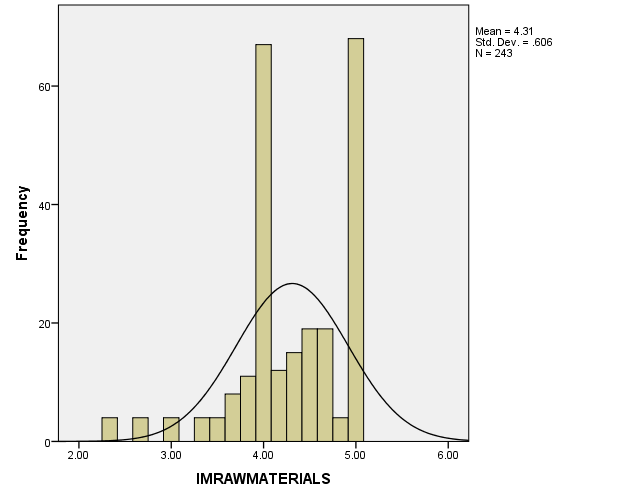 Mean = 4.31
Std. Dev. = .606
N = 243
Frequency
60
40
20
0
2.00 3.00 4.00 5.00 6.00
IMRAWMATERIALS